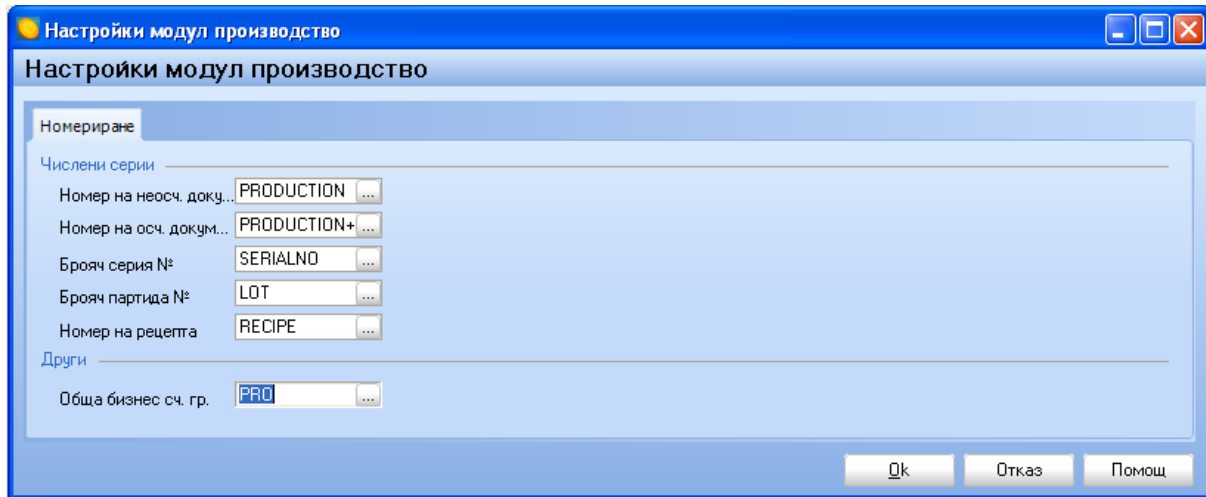 Настройки модул производство
Настройки модул производство
Номериране
Числени серии
Номер на неосч. доку... PRODUCTION ...
Номер на осч. докум... PRODUCTION+ ...
Брояч серия № SERIALNO ...
Брояч партида № LOT ...
Номер на рецепта RECIPE ...
Други
Обща бизнес сч. гр. PRO ...
Ok Отказ Помощ